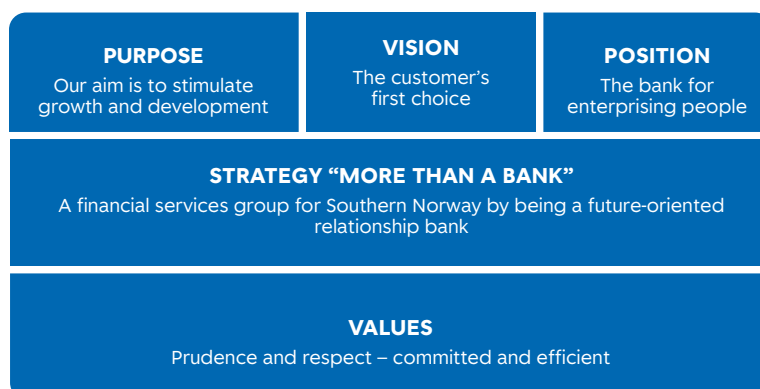 PURPOSE
Our aim is to stimulate
growth and development
VISION
The customer's
first choice
POSITION
The bank for
enterprising people
STRATEGY “MORE THAN A BANK”
A financial services group for Southern Norway by being a future-oriented
relationship bank
VALUES
Prudence and respect – committed and efficient